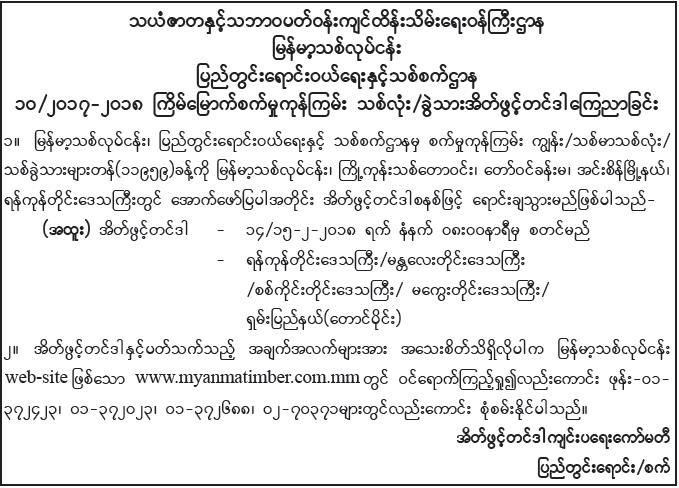 သယံဇာတနှင့်သဘာဝပတ်ဝန်းကျင်ထိန်းသိမ်းရေးဝန်ကြီးဌာန
မြန်မာ့သစ်လုပ်ငန်း
ပြည်တွင်းရောင်းဝယ်ရေးနှင့်သစ်စက်ဌာန
၁၀/၂၀၁၇-၂၀၁၈ ကြိမ်မြောက်စက်မှုကုန်ကြမ်း သစ်လုံး/ခွဲသားအိတ်ဖွင့်တင်ဒါကြေညာခြင်း
၁။ မြန်မာ့သစ်လုပ်ငန်း၊ ပြည်တွင်းရောင်းဝယ်ရေးနှင့် သစ်စက်ဌာနမှ စက်မှုကုန်ကြမ်း ကျွန်း/သစ်မာသစ်လုံး/
သစ်ခွဲသားများတန်(၁၁၉၅၉)ခန့်ကို မြန်မာ့သစ်လုပ်ငန်း၊ ကြို့ကုန်းသစ်တောဝင်း၊ တော်ဝင်ခန်းမ၊ အင်းစိန်မြို့နယ်၊
ရန်ကုန်တိုင်းဒေသကြီးတွင် အောက်ဖော်ပြပါအတိုင်း အိတ်ဖွင့်တင်ဒါစနစ်ဖြင့် ရောင်းချသွားမည်ဖြစ်ပါသည်-
(အထူး) အိတ်ဖွင့်တင်ဒါ - ၁၄/၁၅-၂-၂၀၁၈ ရက် နံနက် ၀၈း၀၀နာရီမှ စတင်မည်
- ရန်ကုန်တိုင်းဒေသကြီး/မန္တလေးတိုင်းဒေသကြီး
/စစ်ကိုင်းတိုင်းဒေသကြီး/ မကွေးတိုင်းဒေသကြီး/
ရှမ်းပြည်နယ်(တောင်ပိုင်း)
၂။ အိတ်ဖွင့်တင်ဒါနှင့်ပတ်သက်သည့် အချက်အလက်များအား အသေးစိတ်သိရှိလိုပါက မြန်မာ့သစ်လုပ်ငန်း
web-site ဖြစ်သော www.myanmatimber.com.mm တွင် ဝင်ရောက်ကြည့်ရှု၍လည်းကောင်း ဖုန်း-၀၁-
၃၇၂၄၂၃၊ ၀၁-၃၇၂၀၂၃၊ ၀၁-၃၇၂၆၈၈၊ ၀၂-၇၀၃၇၁များတွင်လည်းကောင်း စုံစမ်းနိုင်ပါသည်။
အိတ်ဖွင့်တင်ဒါကျင်းပရေးကော်မတီ
ပြည်တွင်းရောင်း/စက်